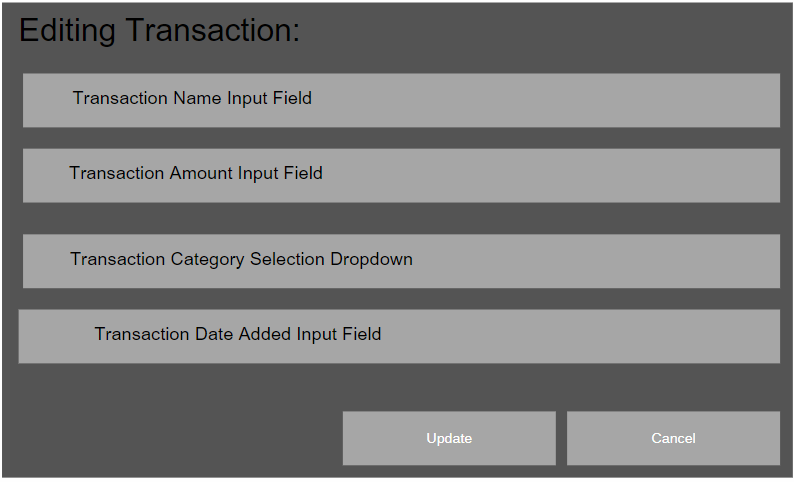 Editing Transaction:
Transaction Name Input Field
Transaction Amount Input Field
Transaction Category Selection Dropdown
Transaction Date Added Input Field
Update Cancel